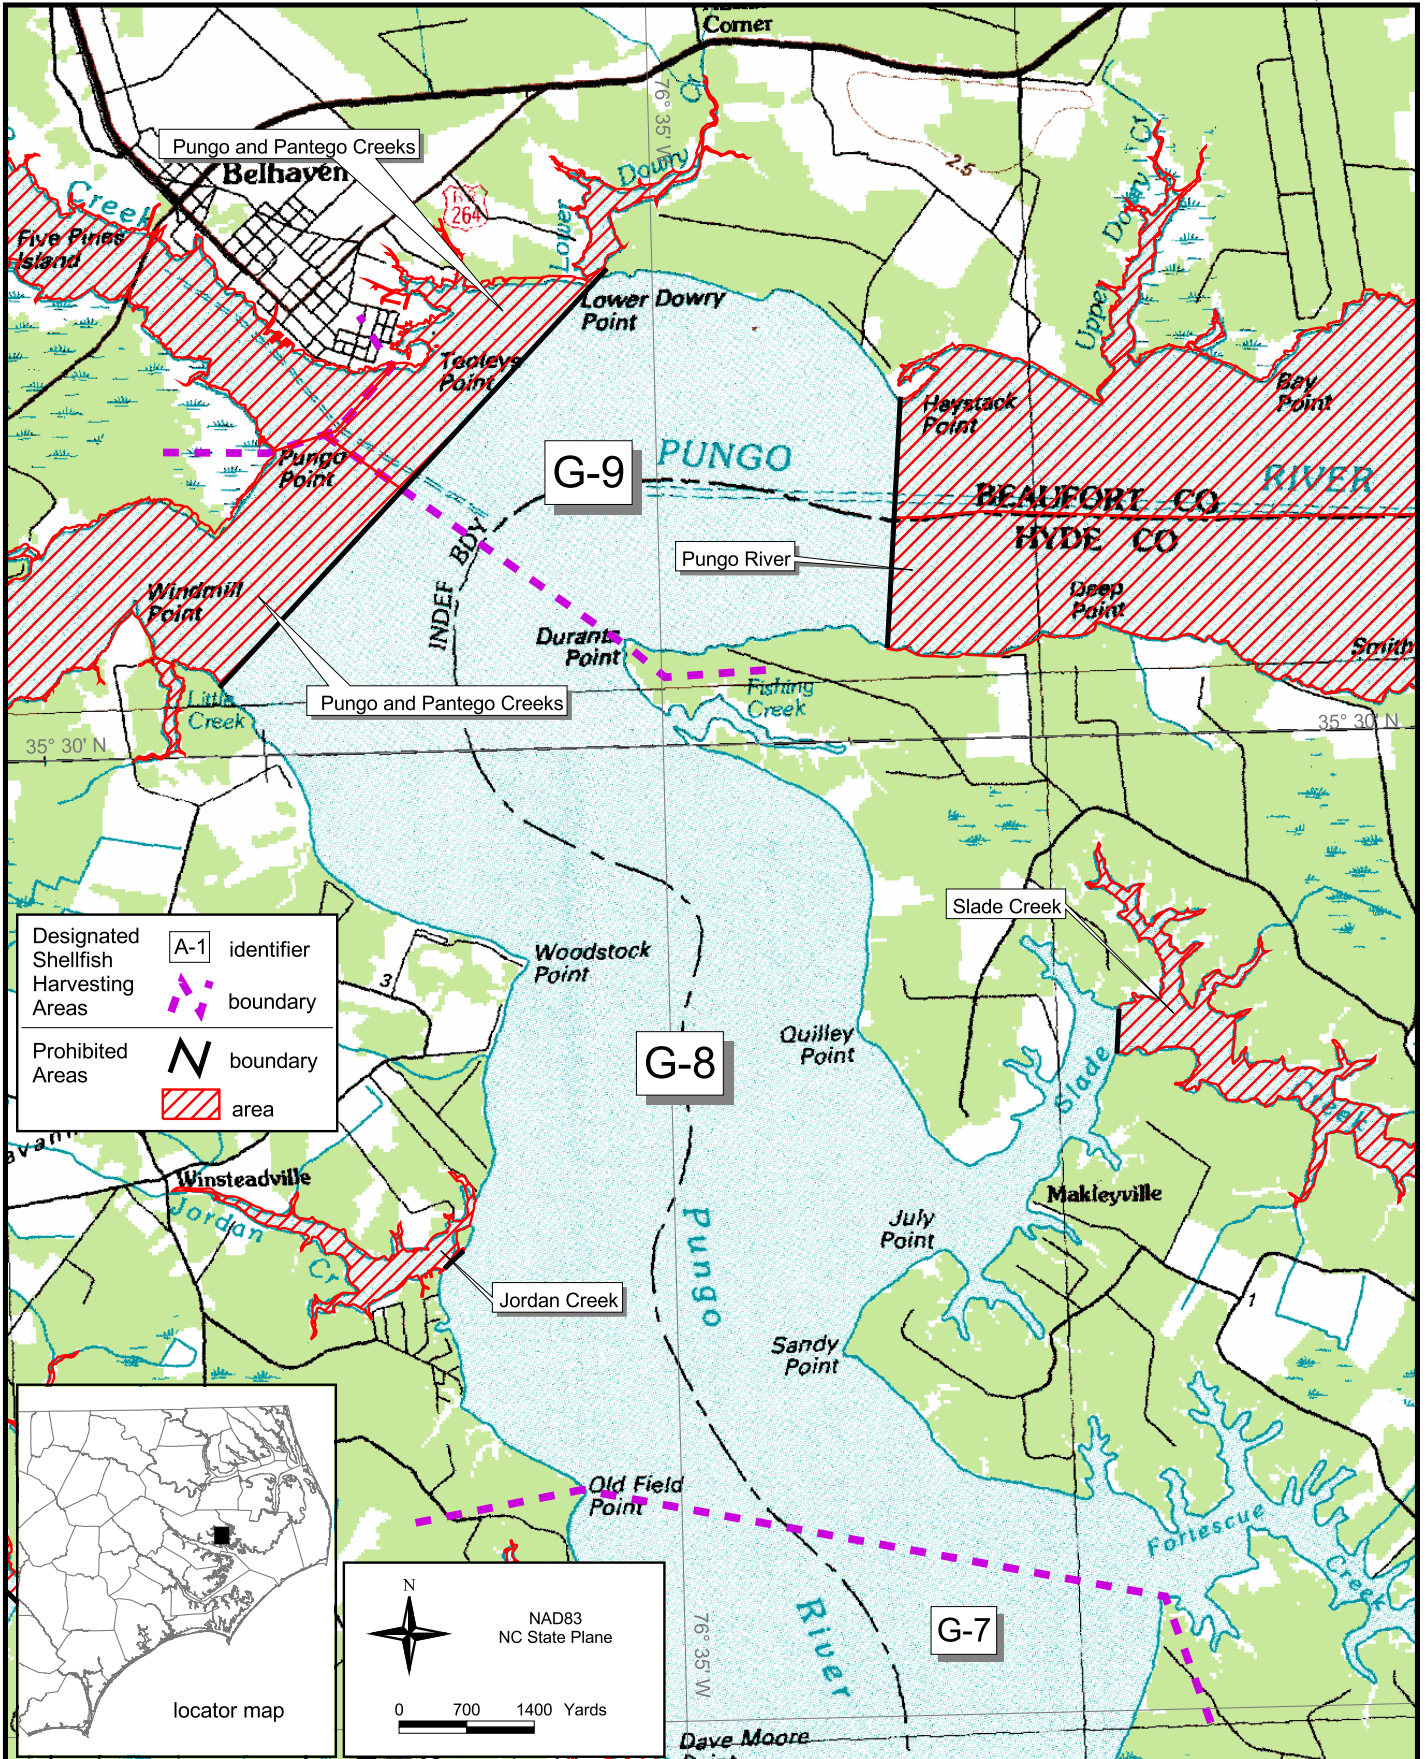 Corner
Cr
76° 35' W
Pungo and Pantego Creeks
Belhaven
Creek
Five Pines
Island
BUS
264
Lower
Dowry
2.5
Upper
Dowry
Cr
Lower Dowry
Point
Tooleys
Point
Haystack
Point
Bay
Point
Pungo
Point
G-9
PUNGO
RIVER
BEAUFORT CO
HYDE CO
INDEF BDY
Pungo River
Windmill
Point
Deep
Point
Durants
Point
Smith
Little
Creek
Pungo and Pantego Creeks
Fishing
Creek
35° 30' N
35° 30' N
Slade Creek
Woodstock
Point
3
Designated
Shellfish
Harvesting
Areas
A-1
identifier
boundary
Prohibited
Areas
boundary
area
Quilley
Point
G-8
Slade
Creek
Winsteadville
Jordan
Cr
Makleyville
July
Point
Pungo
Jordan Creek
1
Sandy
Point
Old Field
Point
Fortescue
Creek
River
G-7
76° 35' W
N
NAD83
NC State Plane
0 700 1400 Yards
locator map
Dave Moore